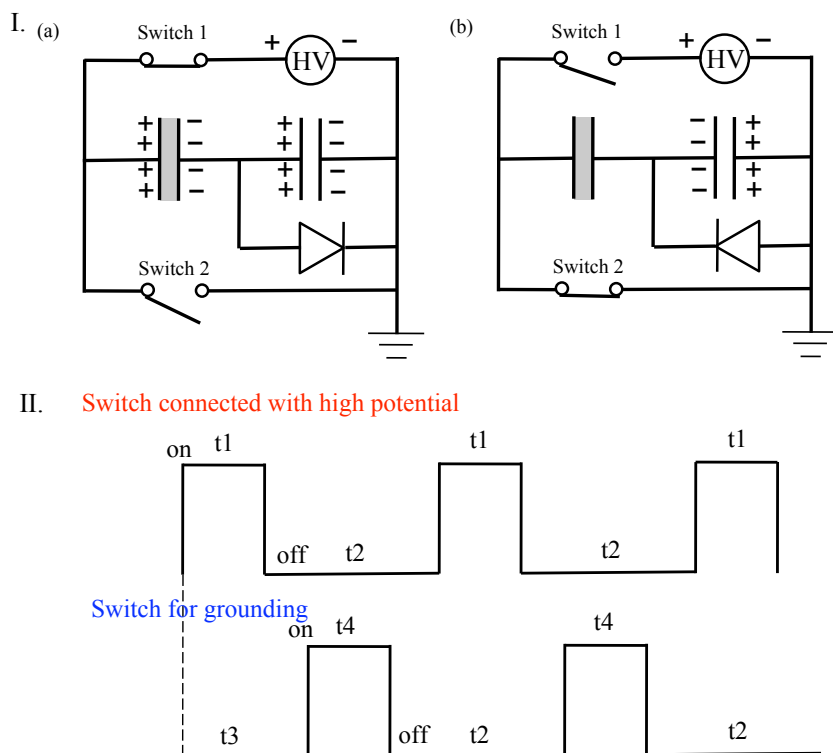 I. (a) Switch 1 (b) Switch 1
+ HV − + HV −
+ − + − − +
+ − + − − +
+ − + − − +
+ − + − − +
Switch 2 Switch 2
II. Switch connected with high potential
on t1 t1 t1
off t2 t2
Switch for grounding
on t4 t4
t3 off t2 t2